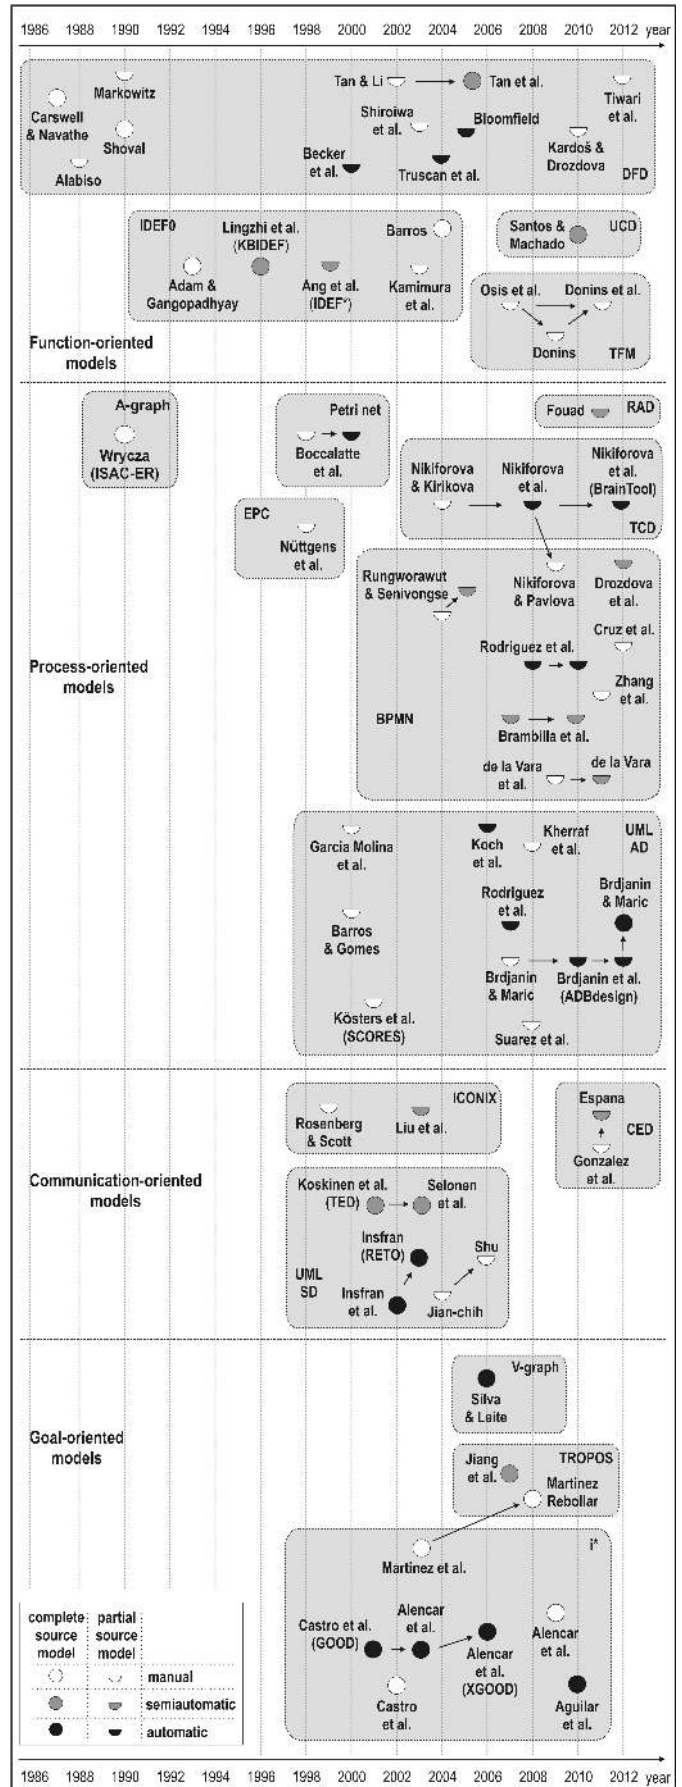 1986 1988 1990 1992 1994 1996 1998 2000 2002 2004 2006 2008 2010 2012 year
Markowitz
Carswell
& Navathe
Shoval
Alabiso
Tan & Li
Tan et al.
Tiwari
et al.
Shiroiwa
et al.
Bloomfield
Becker
et al.
Truscan et al.
Kardoš &
Drozdova
DFD
IDEF0
Lingzhi et al.
(KBIDEF)
Barros
Adam &
Gangopadhyay
Ang et al.
(IDEF*)
Kamimura
et al.
Santos &
Machado
UCD
Osis et al.
Donins et al.
Donins
TFM
Function-oriented
models
A-graph
Wrycza
(ISAC-ER)
Petri net
Boccalatte
et al.
Fouad
RAD
Nikiforova
& Kirikova
Nikiforova
et al.
Nikiforova
et al.
(BrainTool)
TCD
EPC
Nüttgens
et al.
Rungworawut
& Senivongse
Nikiforova
& Pavlova
Drozdova
et al.
Cruz et al.
Rodriguez et al.
Zhang
et al.
BPMN
Brambilla et al.
de la Vara
et al.
de la Vara
Process-oriented
models
Garcia Molina
et al.
Koch
et al.
Kherraf
et al.
UML
AD
Rodriguez
et al.
Brdjanin
& Maric
Barros
& Gomes
Brdjanin
& Maric
Brdjanin et al.
(ADBdesign)
Kösters et al.
(SCORES)
Suarez et al.
ICONIX
Rosenberg
& Scott
Liu et al.
Espana
CED
Gonzalez
et al.
Communication-oriented
models
Koskinen et al.
(TED)
Selonen
et al.
Insfran
(RETO)
Shu
UML
SD
Insfran
et al.
Jian-chih
V-graph
Silva
& Leite
Goal-oriented
models
Jiang
et al.
TROPOS
Martinez
Rebollar
i*
Martinez et al.
Castro et al.
(GOOD)
Alencar
et al.
Alencar
et al.
(XGOOD)
Alencar
et al.
Castro
et al.
Aguilar
et al.
complete
source
model
partial
source
model
manual
semiautomatic
automatic
1986 1988 1990 1992 1994 1996 1998 2000 2002 2004 2006 2008 2010 2012 year